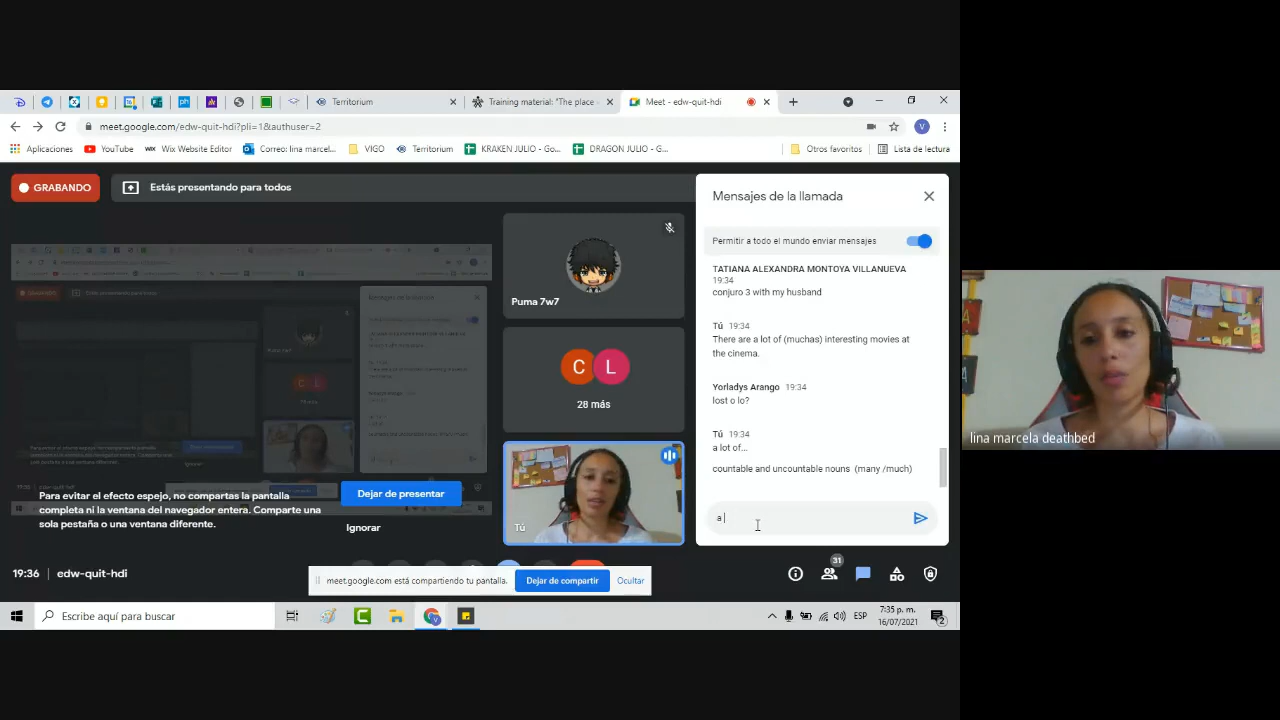 Territorium
Training material: "The place
Meet - edw-quit-hdi
meet.google.com/edw-quit-hdi?pli=1&authuser=2
Aplicaciones
YouTube
Wix Website Editor
Correo: lina marcel...
VIGO
Territorium
KRAKEN JULIO - Go...
DRAGON JULIO - G...
Otros favoritos
Lista de lectura
GRABANDO
Estás presentando para todos
Mensajes de la llamada
Permitir a todo el mundo enviar mensajes
TATIANA ALEXANDRA MONTOYA VILLANUEVA
19:34
conjuro 3 with my husband
Tú 19:34
There are a lot of (muchas) interesting movies at
the cinema.
Yorladys Arango 19:34
lost o lo?
Tú 19:34
a lot of...
countable and uncountable nouns (many /much)
a
Puma 7w7
C L
28 más
Tú
Para evitar el efecto espejo, no compartas la pantalla
completa ni la ventana del navegador entera. Comparte una
sola pestaña o una ventana diferente.
Dejar de presentar
Ignorar
lina marcela deathbed
19:36 edw-quit-hdi
31
meet.google.com está compartiendo tu pantalla.
Dejar de compartir
Ocultar
Escribe aquí para buscar
ESP
7:35 p. m.
16/07/2021
2